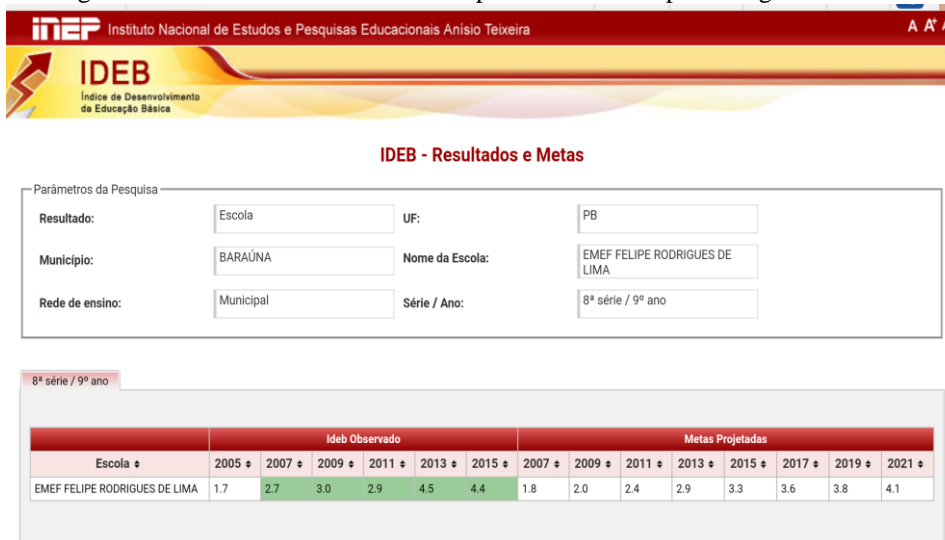 INEP Instituto Nacional de Estudos e Pesquisas Educacionais Anísio Teixeira A A+
IDEB
Índice de Desenvolvimento
da Educação Básica
IDEB - Resultados e Metas
Parâmetros da Pesquisa
Resultado: Escola UF: PB
Município: BARAÚNA Nome da Escola: EMEF FELIPE RODRIGUES DE
LIMA
Rede de ensino: Municipal Série / Ano: 8ª série / 9º ano
8ª série / 9º ano
Ideb Observado Metas Projetadas
Escola 2005 2007 2009 2011 2013 2015 2007 2009 2011 2013 2015 2017 2019 2021
EMEF FELIPE RODRIGUES DE LIMA 1.7 2.7 3.0 2.9 4.5 4.4 1.8 2.0 2.4 2.9 3.3 3.6 3.8 4.1